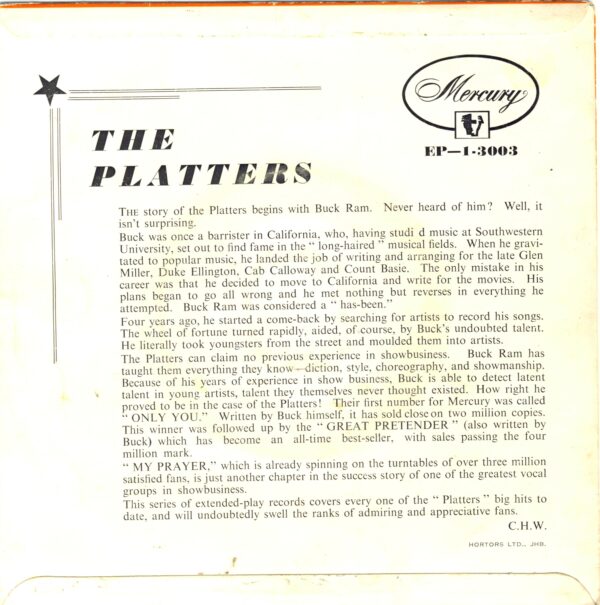 Mercury
EP—1-3003
THE
PLATTERS
THE story of the Platters begins with Buck Ram. Never heard of him? Well, it
isn't surprising.
Buck was once a barrister in California, who, having studi d music at Southwestern
University, set out to find fame in the " long-haired " musical fields. When he gravi-
tated to popular music, he landed the job of writing and arranging for the late Glen
Miller, Duke Ellington, Cab Calloway and Count Basie. The only mistake in his
career was that he decided to move to California and write for the movies. His
plans began to go all wrong and he met nothing but reverses in everything he
attempted. Buck Ram was considered a " has-been."
Four years ago, he started a come-back by searching for artists to record his songs.
The wheel of fortune turned rapidly, aided, of course, by Buck's undoubted talent.
He literally took youngsters from the street and moulded them into artists.
The Platters can claim no previous experience in showbusiness. Buck Ram has
taught them everything they know—diction, style, choreography, and showmanship.
Because of his years of experience in show business, Buck is able to detect latent
talent in young artists, talent they themselves never thought existed. How right he
proved to be in the case of the Platters! Their first number for Mercury was called
" ONLY YOU." Written by Buck himself, it has sold close on two million copies.
This winner was followed up by the " GREAT PRETENDER " (also written by
Buck) which has become an all-time best-seller, with sales passing the four
million mark.
" MY PRAYER," which is already spinning on the turntables of over three million
satisfied fans, is just another chapter in the success story of one of the greatest vocal
groups in showbusiness.
This series of extended-play records covers every one of the " Platters " big hits to
date, and will undoubtedly swell the ranks of admiring and appreciative fans.
C.H.W.
HORTORS LTD., JHB.